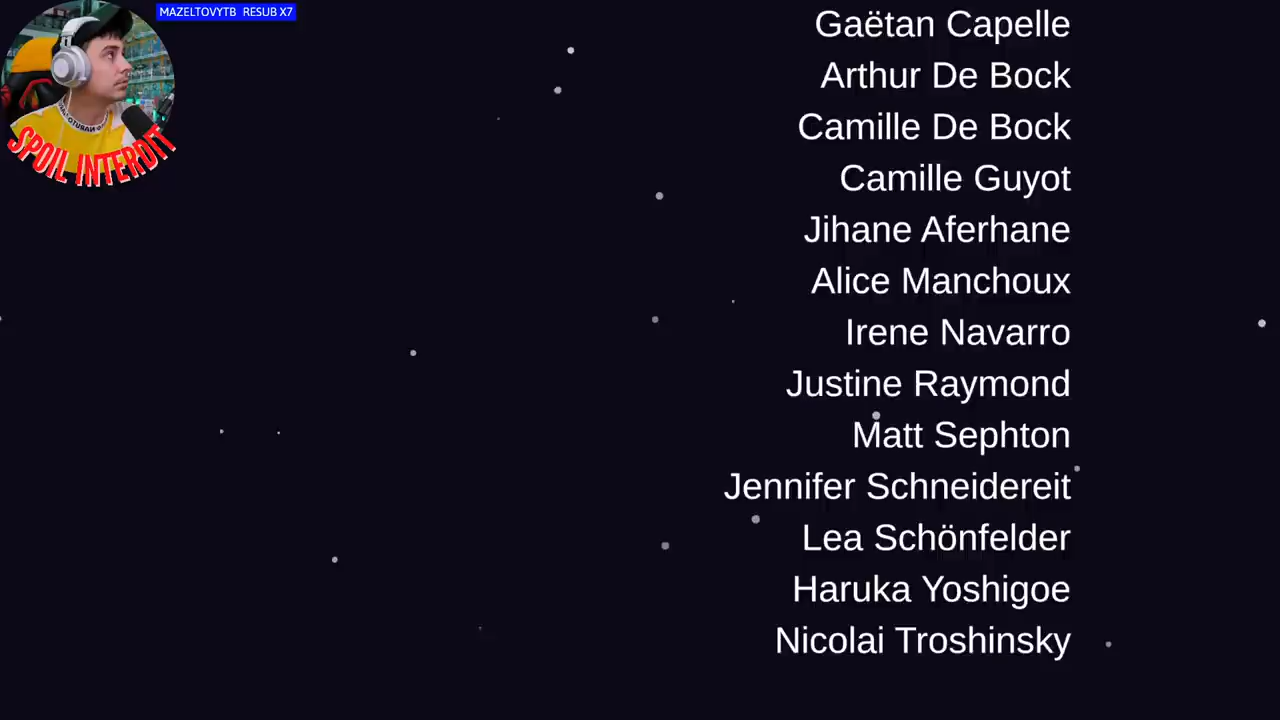 MAZELTOVYTB RESUB X7
SPOIL INTERDIT
Gaëtan Capelle
Arthur De Bock
Camille De Bock
Camille Guyot
Jihane Aferhane
Alice Manchoux
Irene Navarro
Justine Raymond
Matt Sephton
Jennifer Schneidereit
Lea Schönfelder
Haruka Yoshigoe
Nicolai Troshinsky